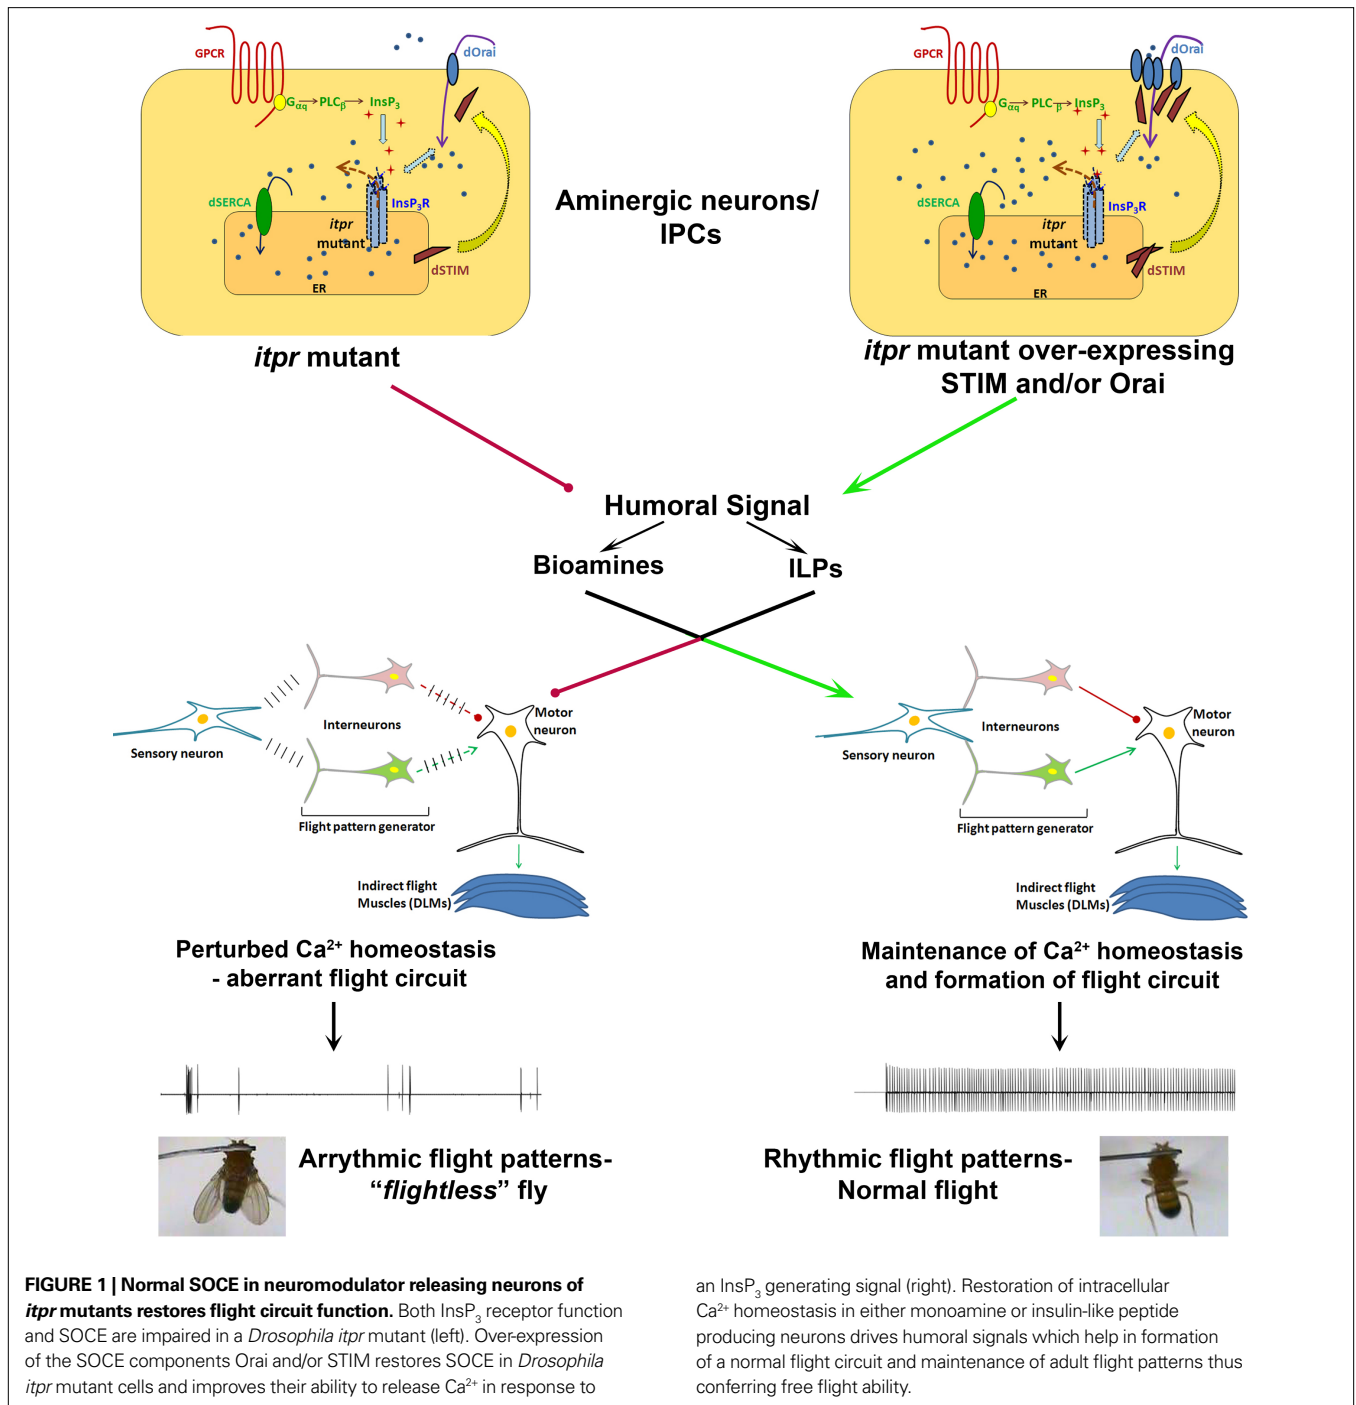 GPCR
dOrai
Gαq → PLCβ → InsP3
dSERCA
InsP3R
itpr
mutant
dSTIM
ER
itpr mutant
Aminergic neurons/
IPCs
GPCR
dOrai
Gαq → PLCβ → InsP3
dSERCA
InsP3R
itpr
mutant
dSTIM
ER
itpr mutant over-expressing
STIM and/or Orai
Humoral Signal
Bioamines
ILPs
Sensory neuron
Interneurons
Motor
neuron
Flight pattern generator
Indirect flight
Muscles (DLMs)
Perturbed Ca2+ homeostasis
- aberrant flight circuit
Arrythmic flight patterns-
“flightless” fly
Sensory neuron
Interneurons
Motor
neuron
Flight pattern generator
Indirect flight
Muscles (DLMs)
Maintenance of Ca2+ homeostasis
and formation of flight circuit
Rhythmic flight patterns-
Normal flight
FIGURE 1 | Normal SOCE in neuromodulator releasing neurons of
itpr mutants restores flight circuit function. Both InsP3 receptor function
and SOCE are impaired in a Drosophila itpr mutant (left). Over-expression
of the SOCE components Orai and/or STIM restores SOCE in Drosophila
itpr mutant cells and improves their ability to release Ca2+ in response to
an InsP3 generating signal (right). Restoration of intracellular
Ca2+ homeostasis in either monoamine or insulin-like peptide
producing neurons drives humoral signals which help in formation
of a normal flight circuit and maintenance of adult flight patterns thus
conferring free flight ability.